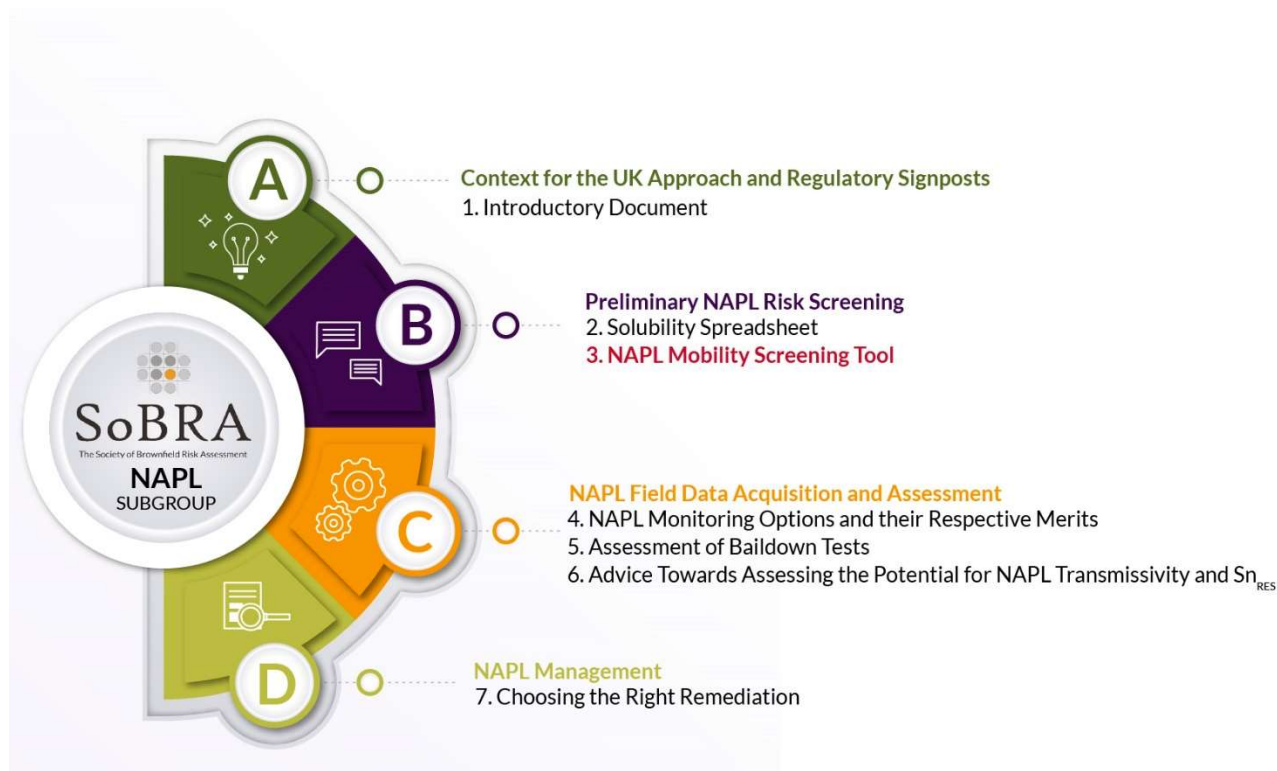 A
Context for the UK Approach and Regulatory Signposts
1. Introductory Document
B
Preliminary NAPL Risk Screening
2. Solubility Spreadsheet
3. NAPL Mobility Screening Tool
SoBRA
The Society of Brownfield Risk Assessment
NAPL
SUBGROUP
C
NAPL Field Data Acquisition and Assessment
4. NAPL Monitoring Options and their Respective Merits
5. Assessment of Baildown Tests
6. Advice Towards Assessing the Potential for NAPL Transmissivity and Sn RES
D
NAPL Management
7. Choosing the Right Remediation